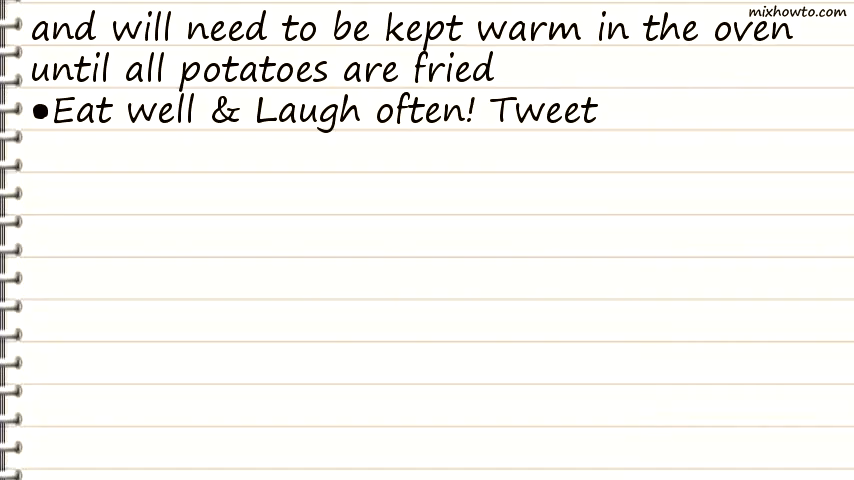 mixhowto.com
and will need to be kept warm in the oven
until all potatoes are fried
●Eat well & Laugh often! Tweet